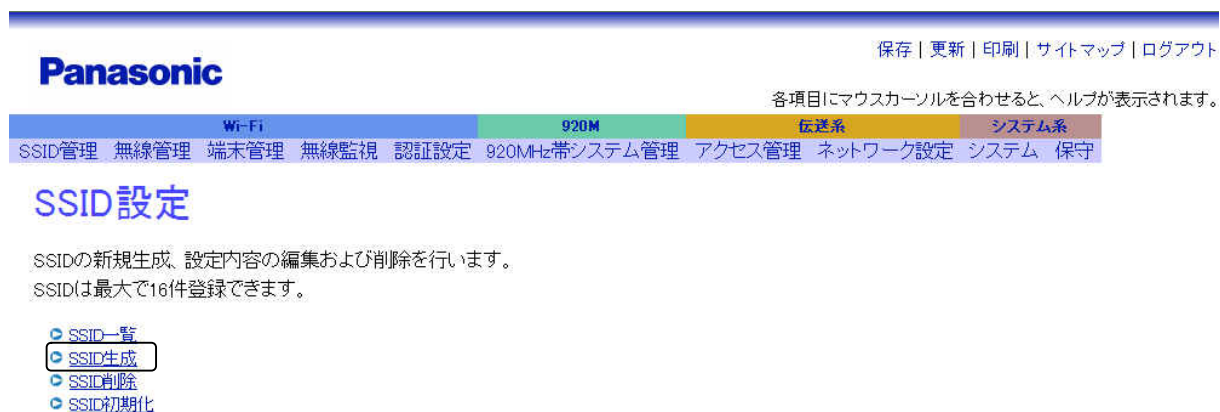 保存 | 更新 | 印刷 | サイトマップ | ログアウト
Panasonic
各項目にマウスカーソルを合わせると、ヘルプが表示されます。
Wi-Fi 920M 伝送系 システム系
SSID管理 無線管理 端末管理 無線監視 認証設定 920MHz帯システム管理 アクセス管理 ネットワーク設定 システム 保守
SSID設定
SSIDの新規生成、設定内容の編集および削除を行います。
SSIDは最大で16件登録できます。
SSID一覧
SSID生成
SSID削除
SSID初期化